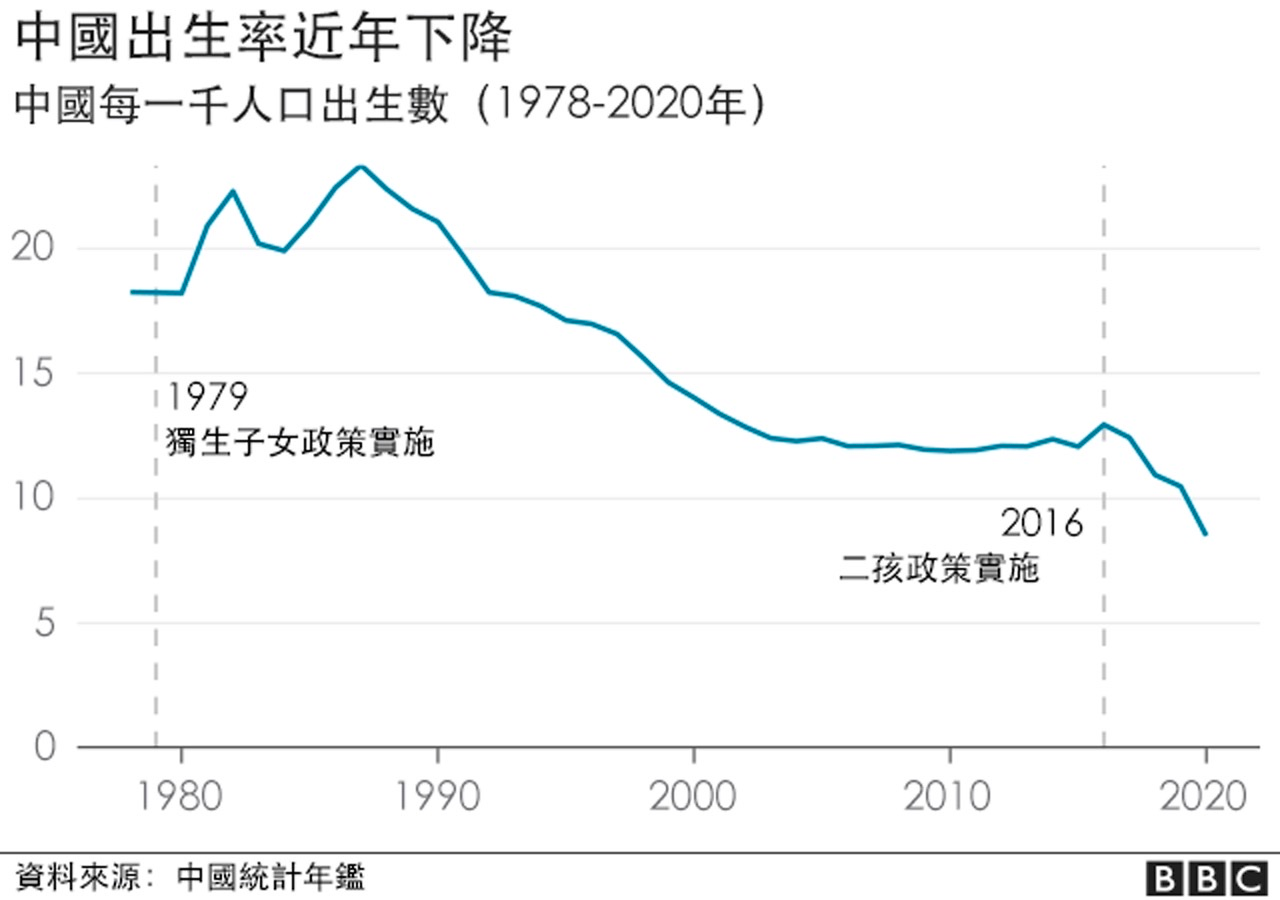 中國出生率近年下降
中國每一千人口出生數（1978-2020年）
20
15
10
5
0
1979
獨生子女政策實施
2016
二孩政策實施
1980 1990 2000 2010 2020
資料來源：中國統計年鑑
BBC